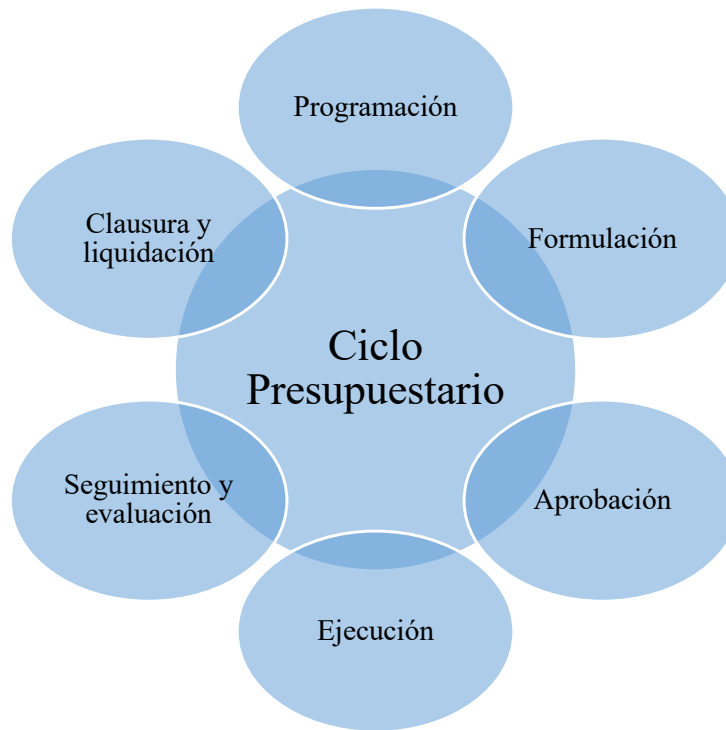 Programación
Formulación
Aprobación
Ejecución
Seguimiento y
evaluación
Clausura y
liquidación
Ciclo
Presupuestario